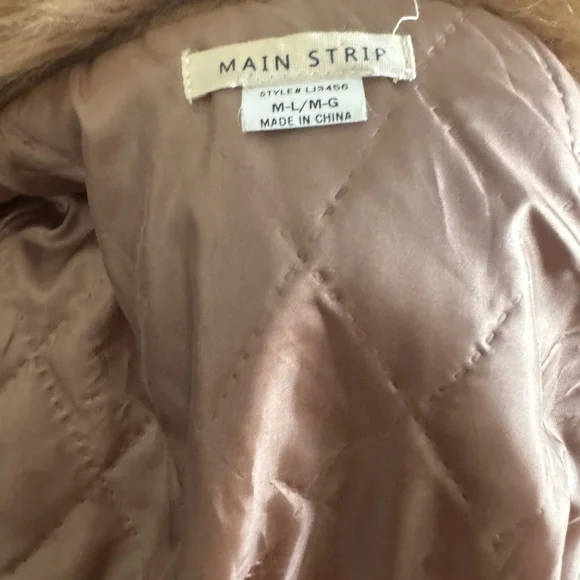 MAIN STRIP
STYLE# LJ3456
M-L/M-G
MADE IN CHINA